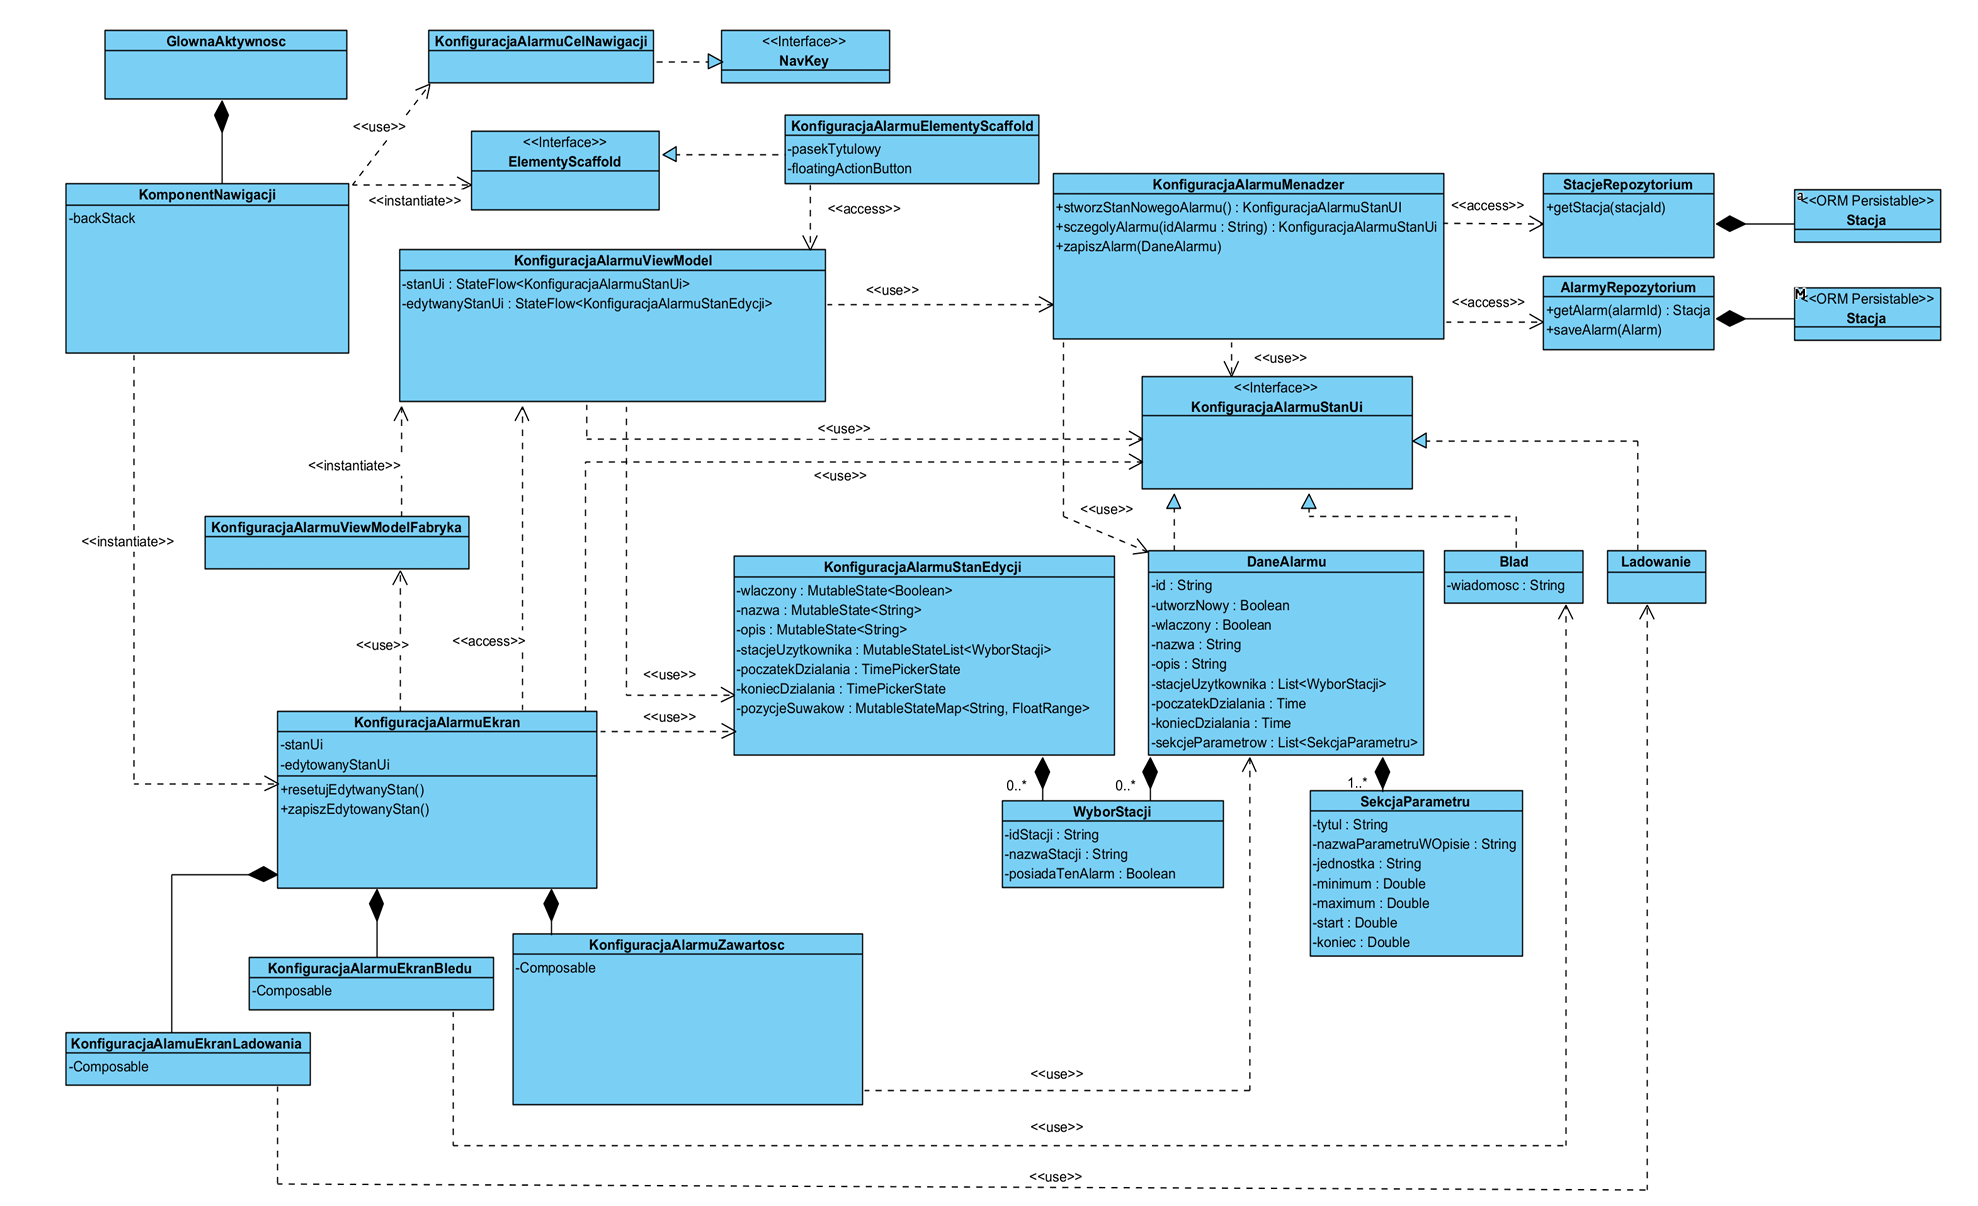 GlownaAktywnosc
KonfiguracjaAlarmuCelNawigacji
<<Interface>>
NavKey
<<use>>
<<Interface>>
ElementyScaffold
KonfiguracjaAlarmuElementyScaffold
-pasekTytulowy
-floatingActionButton
<<instantiate>>
<<access>>
KomponentNawigacji
-backStack
KonfiguracjaAlarmuMenadzer
+stworzStanNowegoAlarmu() : KonfiguracjaAlarmuStanUI
+sczegolyAlarmu(idAlarmu : String) : KonfiguracjaAlarmuStanUi
+zapiszAlarm(DaneAlarmu)
<<access>>
StacjeRepozytorium
+getStacja(stacjaId)
a
<<ORM Persistable>>
Stacja
KonfiguracjaAlarmuViewModel
-stanUi : StateFlow<KonfiguracjaAlarmuStanUi>
-edytwanyStanUi : StateFlow<KonfiguracjaAlarmuStanEdycji>
<<use>>
<<access>>
AlarmyRepozytorium
+getAlarm(alarmId) : Stacja
+saveAlarm(Alarm)
M
<<ORM Persistable>>
Stacja
<<use>>
<<Interface>>
KonfiguracjaAlarmuStanUi
<<use>>
<<use>>
<<instantiate>>
<<use>>
KonfiguracjaAlarmuViewModelFabryka
<<instantiate>>
KonfiguracjaAlarmuStanEdycji
-wlaczony : MutableState<Boolean>
-nazwa : MutableState<String>
-opis : MutableState<String>
-stacjeUzytkownika : MutableStateList<WyborStacji>
-poczatekDzialania : TimePickerState
-koniecDzialania : TimePickerState
-pozycjeSuwakow : MutableStateMap<String, FloatRange>
DaneAlarmu
-id : String
-utworzNowy : Boolean
-wlaczony : Boolean
-nazwa : String
-opis : String
-stacjeUzytkownika : List<WyborStacji>
-poczatekDzialania : Time
-koniecDzialania : Time
-sekcjeParametrow : List<SekcjaParametru>
Blad
-wiadomosc : String
Ladowanie
<<use>>
<<access>>
<<use>>
<<use>>
KonfiguracjaAlarmuEkran
-stanUi
-edytowanyStanUi
+resetujEdytwanyStan()
+zapiszEdytowanyStan()
0..*
0..*
1..*
WyborStacji
-idStacji : String
-nazwaStacji : String
-posiadaTenAlarm : Boolean
SekcjaParametru
-tytul : String
-nazwaParametruWOpisie : String
-jednostka : String
-minimum : Double
-maximum : Double
-start : Double
-koniec : Double
KonfiguracjaAlarmuZawartosc
-Composable
KonfiguracjaAlarmuEkranBledu
-Composable
KonfiguracjaAlamuEkranLadowania
-Composable
<<use>>
<<use>>
<<use>>